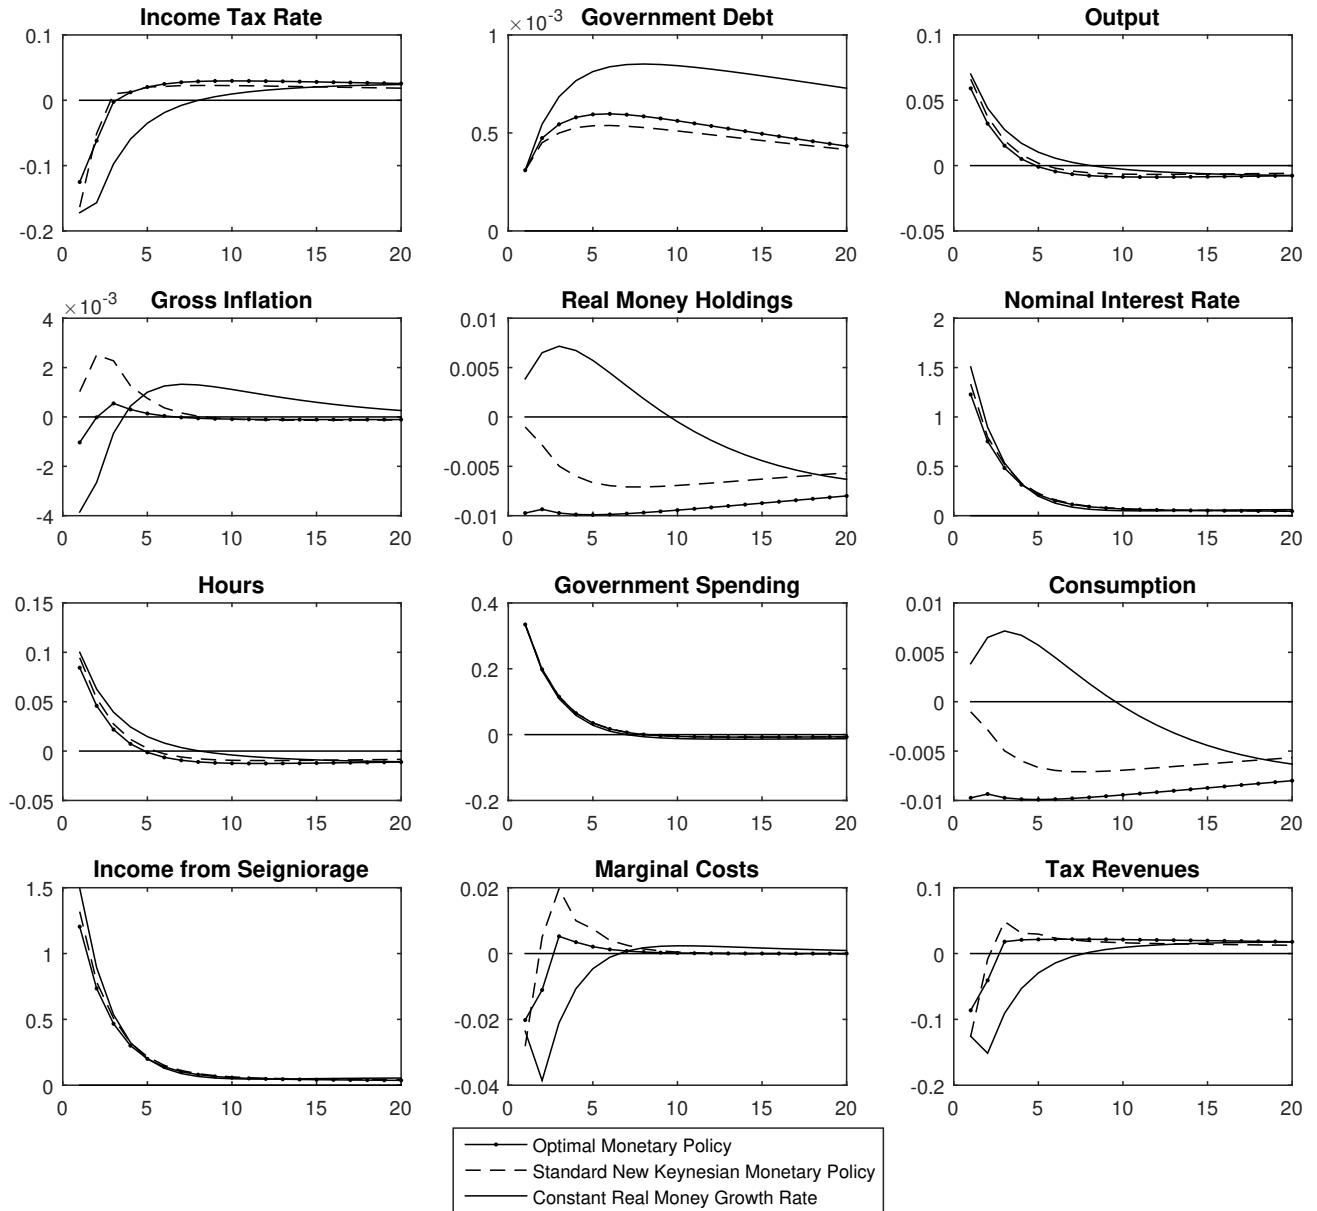 Income Tax Rate Government Debt Output
×10^-3
0.1 1 0.1
0 0.05
-0.1 0.5 0
-0.2 0 -0.05
0 5 10 15 20 0 5 10 15 20 0 5 10 15 20
Gross Inflation Real Money Holdings Nominal Interest Rate
×10^-3
4 0.01 2
2 0.005 1.5
0 0 1
-2 -0.005 0.5
-4 -0.01 0
0 5 10 15 20 0 5 10 15 20 0 5 10 15 20
Hours Government Spending Consumption
0.15 0.4 0.01
0.1 0.2 0.005
0.05 0 0
0 -0.005
-0.05 -0.2 -0.01
0 5 10 15 20 0 5 10 15 20 0 5 10 15 20
Income from Seigniorage Marginal Costs Tax Revenues
1.5 0.02 0.1
1 0 0
0.5 -0.02 -0.1
0 -0.04 -0.2
0 5 10 15 20 0 5 10 15 20 0 5 10 15 20
Optimal Monetary Policy
Standard New Keynesian Monetary Policy
Constant Real Money Growth Rate